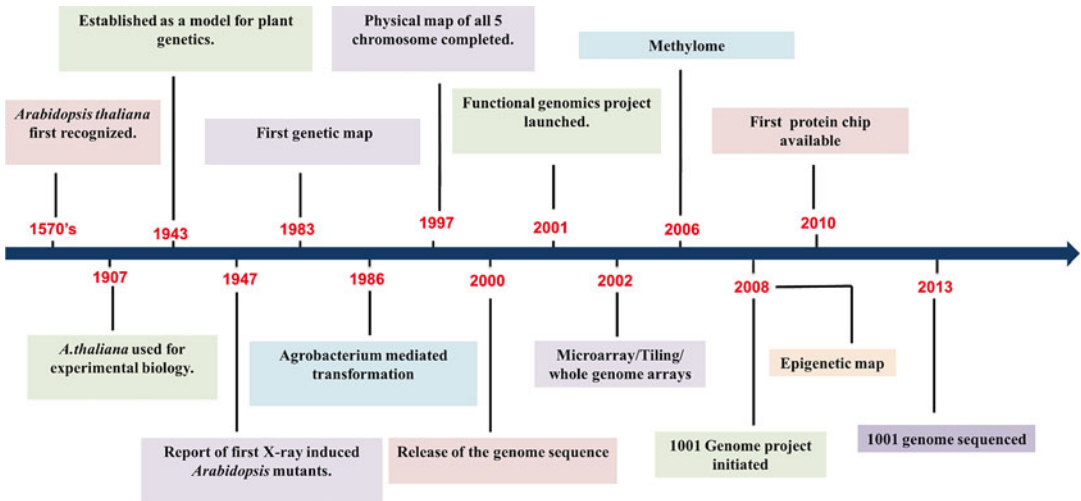 Established as a model for plant
genetics.
Physical map of all 5
chromosome completed.
Methylome
Arabidopsis thaliana
first recognized.
First genetic map
Functional genomics project
launched.
First protein chip
available
1570's
1943
1983
1997
2001
2006
2010
1907
1947
1986
2000
2002
2008
2013
A.thaliana used for
experimental biology.
Agrobacterium mediated
transformation
Microarray/Tiling/
whole genome arrays
Epigenetic map
Report of first X-ray induced
Arabidopsis mutants.
Release of the genome sequence
1001 Genome project
initiated
1001 genome sequenced